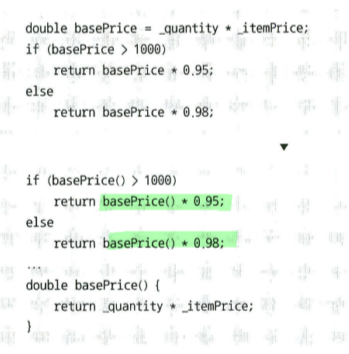 double basePrice = _quantity * _itemPrice;
if (basePrice > 1000)
    return basePrice * 0.95;
else
    return basePrice * 0.98;
if (basePrice() > 1000)
    return basePrice() * 0.95;
else
    return basePrice() * 0.98;
...
double basePrice() {
    return _quantity * _itemPrice;
}